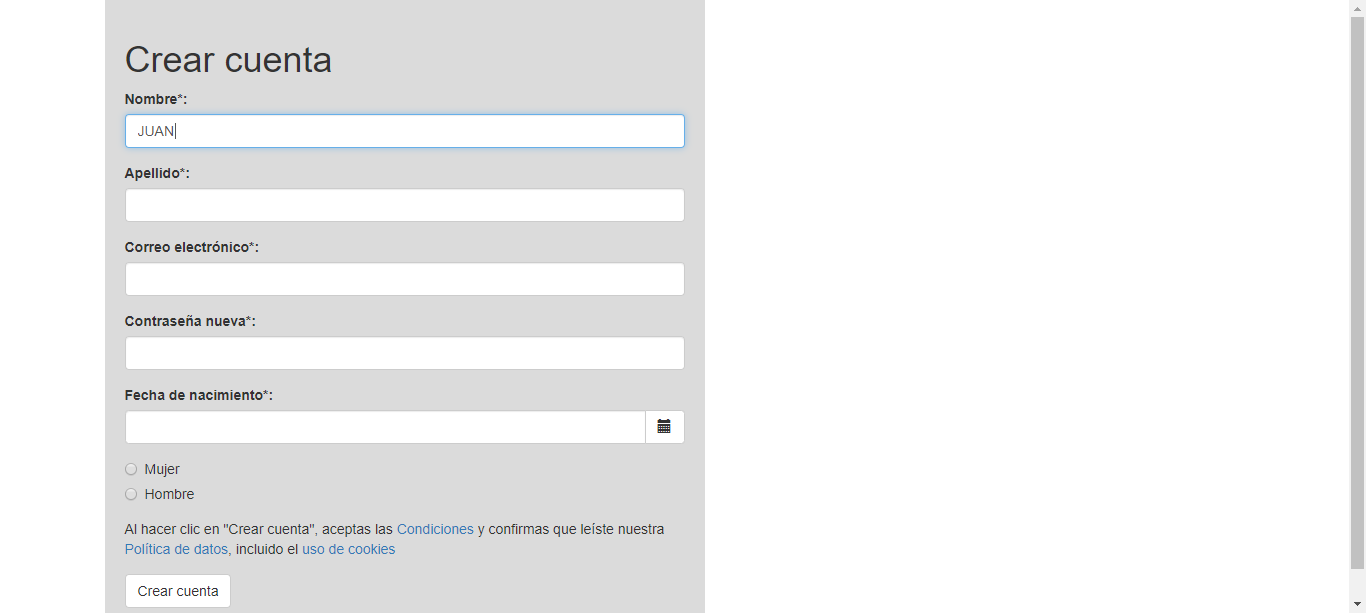 Crear cuenta
Nombre*:
JUAN
Apellido*:
Correo electrónico*:
Contraseña nueva*:
Fecha de nacimiento*:
Mujer
Hombre
Al hacer clic en "Crear cuenta", aceptas las Condiciones y confirmas que leíste nuestra
Política de datos, incluido el uso de cookies
Crear cuenta